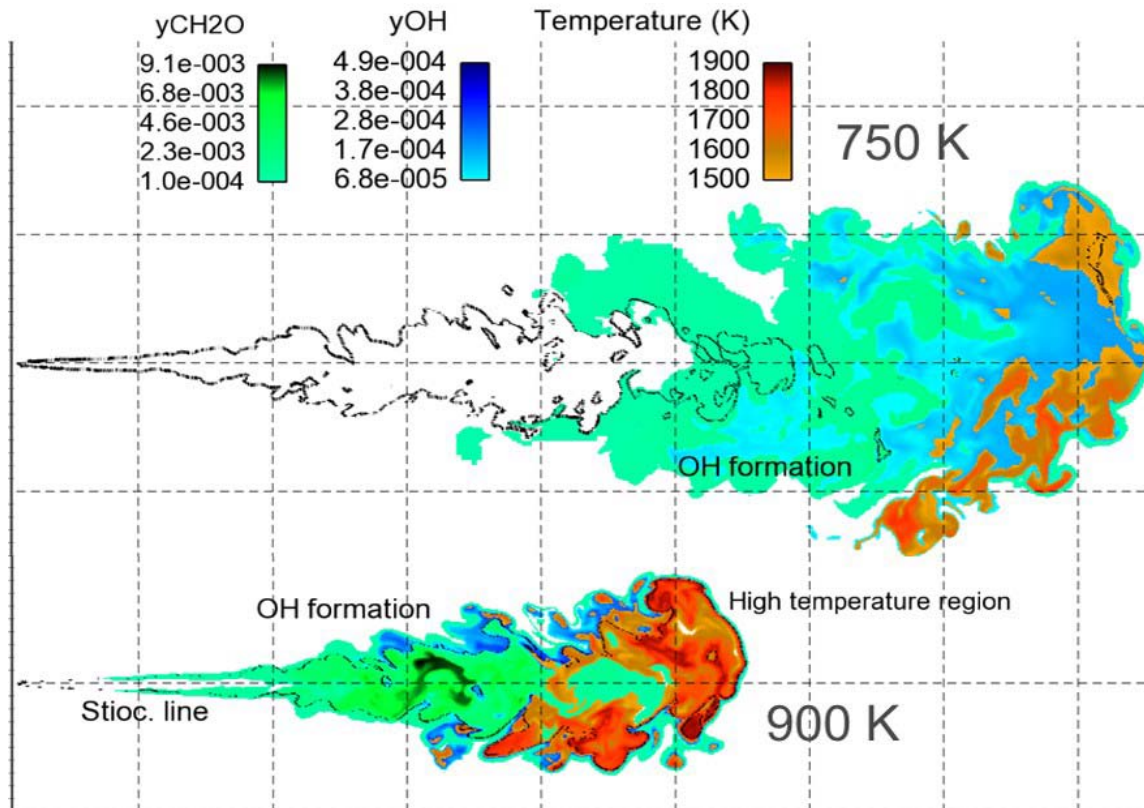 yCH2O
yOH
Temperature (K)
9.1e-003
6.8e-003
4.6e-003
2.3e-003
1.0e-004
4.9e-004
3.8e-004
2.8e-004
1.7e-004
6.8e-005
1900
1800
1700
1600
1500
750 K
OH formation
OH formation
High temperature region
Stioc. line
900 K